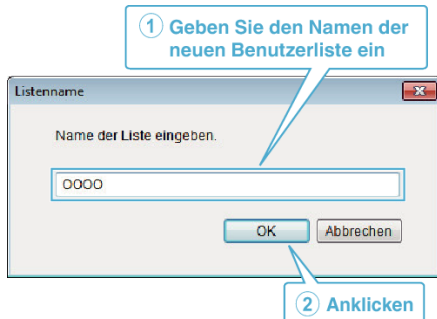 ① Geben Sie den Namen der
neuen Benutzerliste ein
Listenname
Name der Liste eingeben.
OOOO
OK Abbrechen
② Anklicken